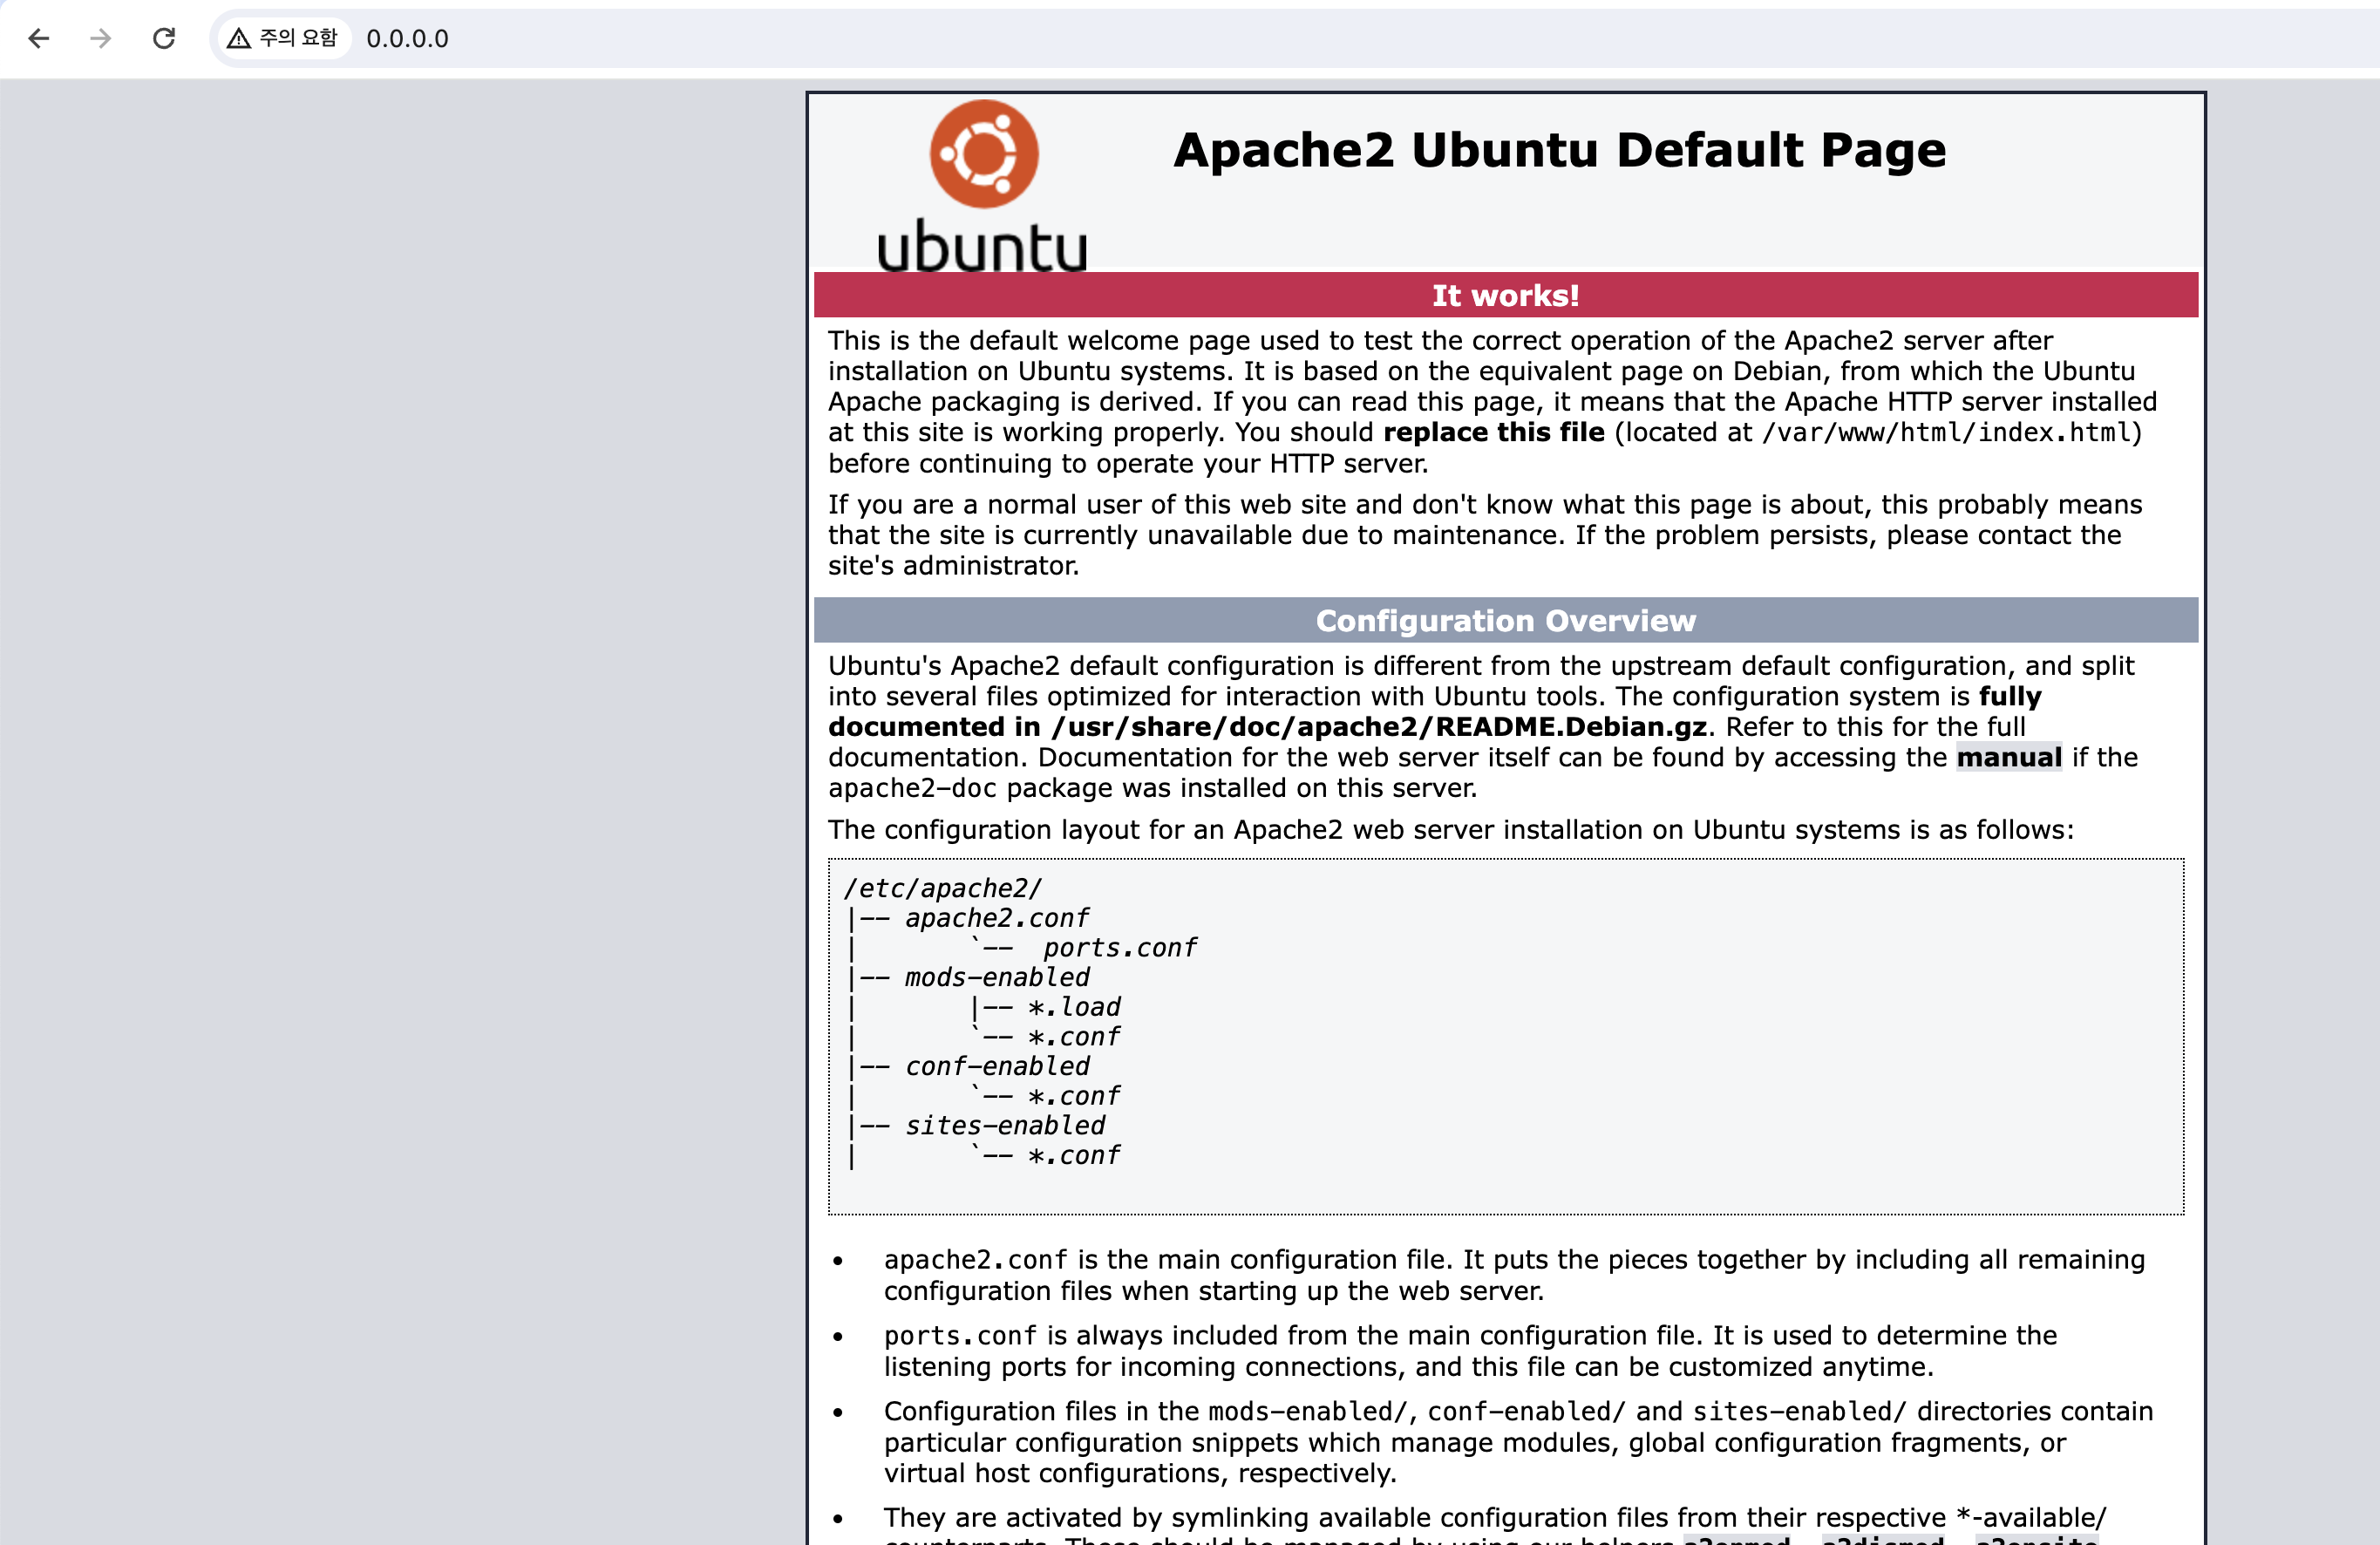 주의 요함 0.0.0.0
ubuntu
Apache2 Ubuntu Default Page
It works!
This is the default welcome page used to test the correct operation of the Apache2 server after
installation on Ubuntu systems. It is based on the equivalent page on Debian, from which the Ubuntu
Apache packaging is derived. If you can read this page, it means that the Apache HTTP server installed
at this site is working properly. You should replace this file (located at /var/www/html/index.html)
before continuing to operate your HTTP server.
If you are a normal user of this web site and don't know what this page is about, this probably means
that the site is currently unavailable due to maintenance. If the problem persists, please contact the
site's administrator.
Configuration Overview
Ubuntu's Apache2 default configuration is different from the upstream default configuration, and split
into several files optimized for interaction with Ubuntu tools. The configuration system is fully
documented in /usr/share/doc/apache2/README.Debian.gz. Refer to this for the full
documentation. Documentation for the web server itself can be found by accessing the manual if the
apache2-doc package was installed on this server.
The configuration layout for an Apache2 web server installation on Ubuntu systems is as follows:
/etc/apache2/
|-- apache2.conf
|       `--  ports.conf
|-- mods-enabled
|       |-- *.load
|       `-- *.conf
|-- conf-enabled
|       `-- *.conf
|-- sites-enabled
|       `-- *.conf
• apache2.conf is the main configuration file. It puts the pieces together by including all remaining
configuration files when starting up the web server.
• ports.conf is always included from the main configuration file. It is used to determine the
listening ports for incoming connections, and this file can be customized anytime.
• Configuration files in the mods-enabled/, conf-enabled/ and sites-enabled/ directories contain
particular configuration snippets which manage modules, global configuration fragments, or
virtual host configurations, respectively.
• They are activated by symlinking available configuration files from their respective *-available/